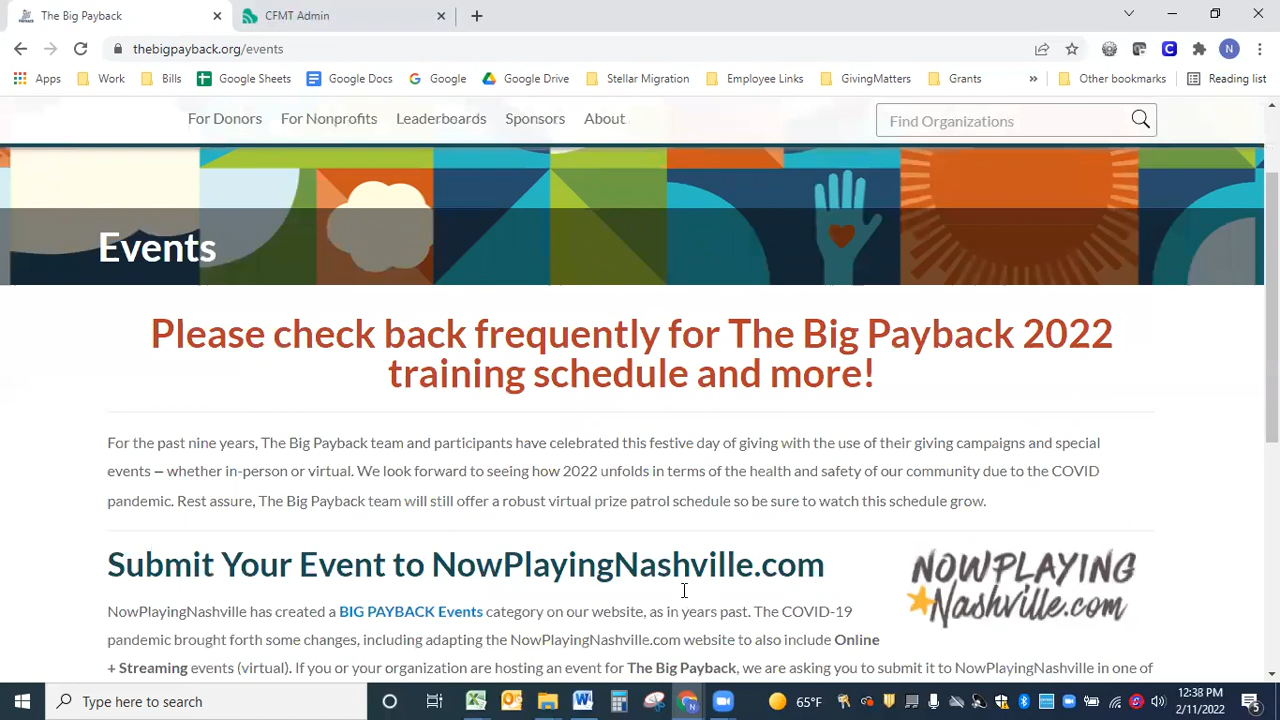 The Big Payback
CFMT Admin
thebigpayback.org/events
N
Apps
Work
Bills
Google Sheets
Google Docs
Google
Google Drive
Stellar Migration
Employee Links
GivingMatters
Grants
»
Other bookmarks
Reading list
For Donors
For Nonprofits
Leaderboards
Sponsors
About
Find Organizations
Events
Please check back frequently for The Big Payback 2022
training schedule and more!
For the past nine years, The Big Payback team and participants have celebrated this festive day of giving with the use of their giving campaigns and special
events – whether in-person or virtual. We look forward to seeing how 2022 unfolds in terms of the health and safety of our community due to the COVID
pandemic. Rest assure, The Big Payback team will still offer a robust virtual prize patrol schedule so be sure to watch this schedule grow.
Submit Your Event to NowPlayingNashville.com
NOWPLAYING
Nashville.com
NowPlayingNashville has created a BIG PAYBACK Events category on our website, as in years past. The COVID-19
pandemic brought forth some changes, including adapting the NowPlayingNashville.com website to also include Online
+ Streaming events (virtual). If you or your organization are hosting an event for The Big Payback, we are asking you to submit it to NowPlayingNashville in one of
Type here to search
65°F
12:38 PM
2/11/2022
5